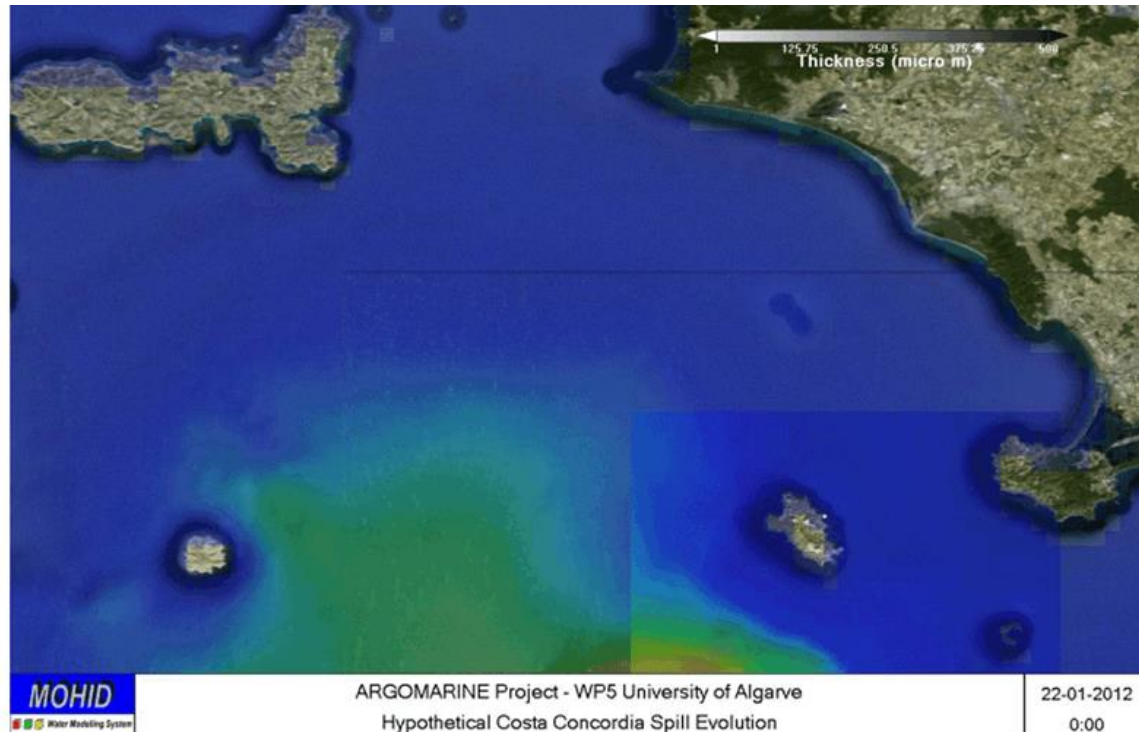 1 125.75 250.5 375.25 500
Thickness (micro m)
MOHID
Water Modelling System
ARGOMARINE Project - WP5 University of Algarve
Hypothetical Costa Concordia Spill Evolution
22-01-2012
0:00